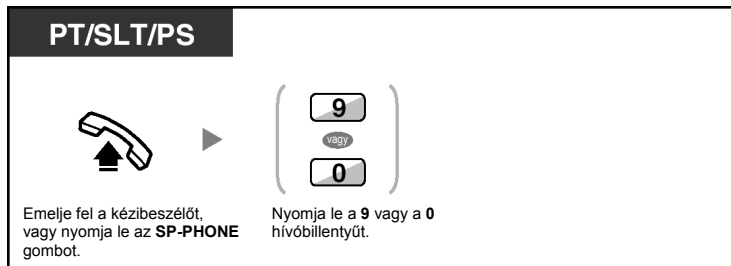 PT/SLT/PS
9
vagy
0
Emelje fel a kézibeszélőt,
vagy nyomja le az SP-PHONE
gombot.
Nyomja le a 9 vagy a 0
hívóbillentyűt.